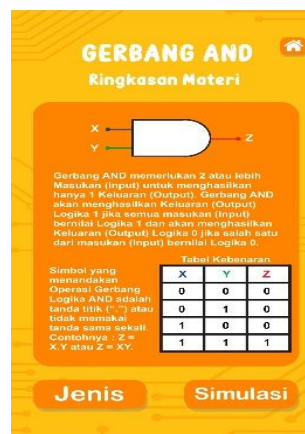 GERBANG AND
Ringkasan Materi
X
Z
Y
Gerbang AND memerlukan 2 atau lebih
Masukan (Input) untuk menghasilkan
hanya 1 Keluaran (Output). Gerbang AND
akan menghasilkan Keluaran (Output)
Logika 1 jika semua masukan (Input)
bernilai Logika 1 dan akan menghasilkan
Keluaran (Output) Logika 0 jika salah satu
dari masukan (Input) bernilai Logika 0.
Simbol yang
menandakan
Operasi Gerbang
Logika AND adalah
tanda titik (".") atau
tidak memakai
tanda sama sekali.
Contohnya : Z =
X.Y atau Z = XY.
Tabel Kebenaran
X Y Z
0 0 0
0 1 0
1 0 0
1 1 1
Jenis
Simulasi